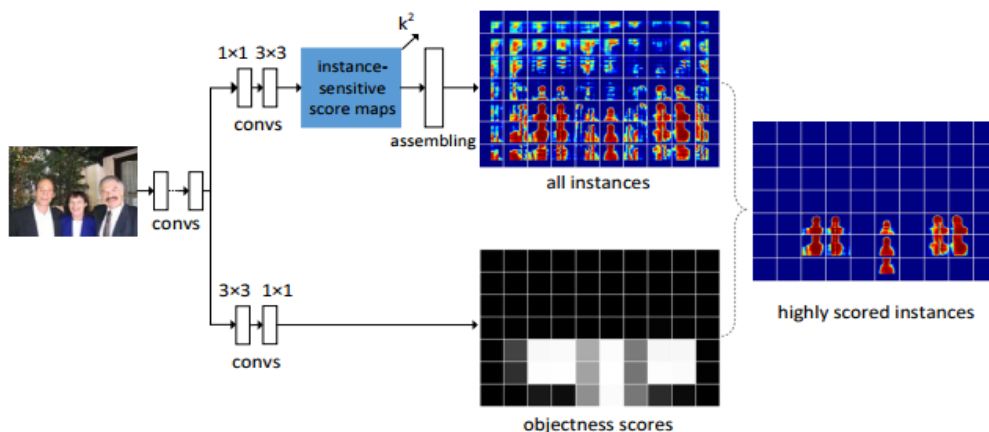 k²
1×1 3×3
instance-
sensitive
score maps
convs
assembling
all instances
convs
3×3 1×1
highly scored instances
convs
objectness scores